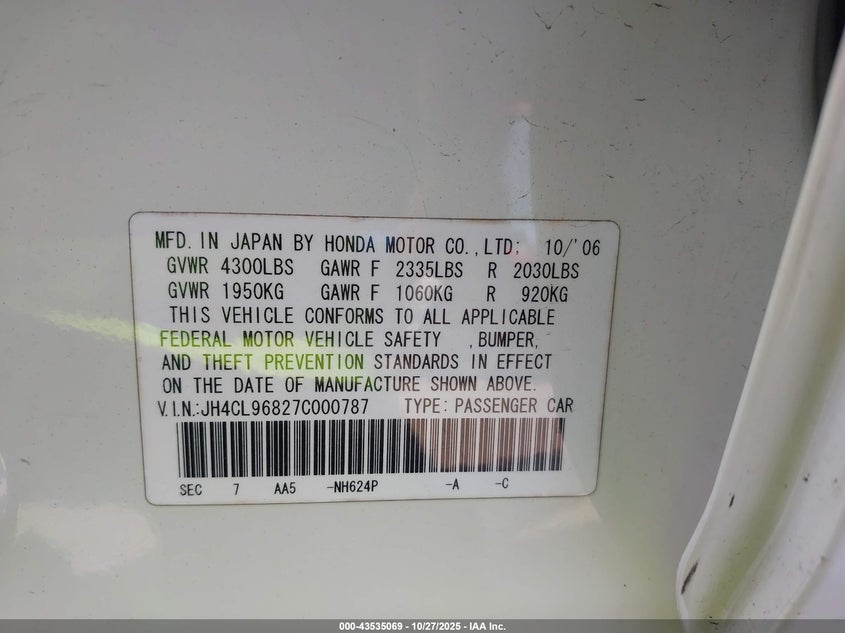 MFD. IN JAPAN BY HONDA MOTOR CO., LTD; 10/'06
GVWR 4300LBS GAWR F 2335LBS R 2030LBS
GVWR 1950KG GAWR F 1060KG R 920KG
THIS VEHICLE CONFORMS TO ALL APPLICABLE
FEDERAL MOTOR VEHICLE SAFETY , BUMPER,
AND THEFT PREVENTION STANDARDS IN EFFECT
ON THE DATE OF MANUFACTURE SHOWN ABOVE.
V.I.N.: JH4CL96827C000787 TYPE: PASSENGER CAR
SEC 7 AA5 -NH624P -A -C
000-43535069 - 10/27/2025 - IAA Inc.